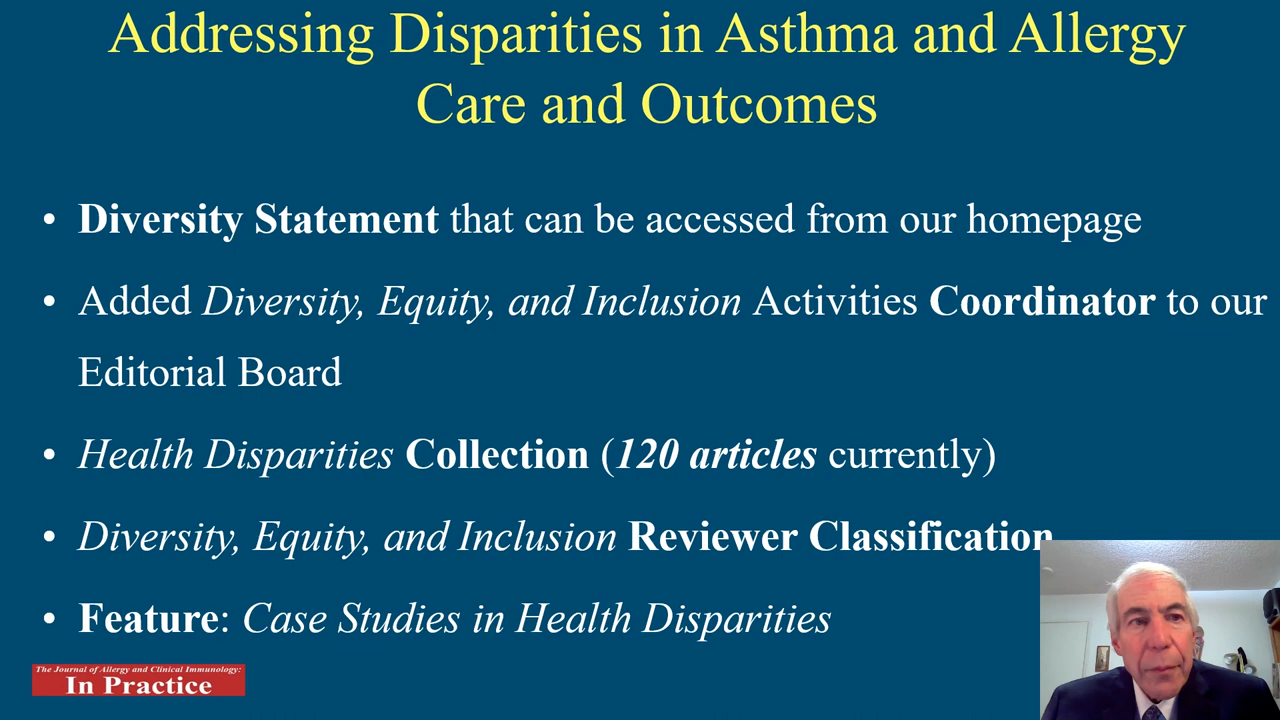 Addressing Disparities in Asthma and Allergy
Care and Outcomes
• Diversity Statement that can be accessed from our homepage
• Added Diversity, Equity, and Inclusion Activities Coordinator to our
Editorial Board
• Health Disparities Collection (120 articles currently)
• Diversity, Equity, and Inclusion Reviewer Classification
• Feature: Case Studies in Health Disparities
The Journal of Allergy and Clinical Immunology:
In Practice